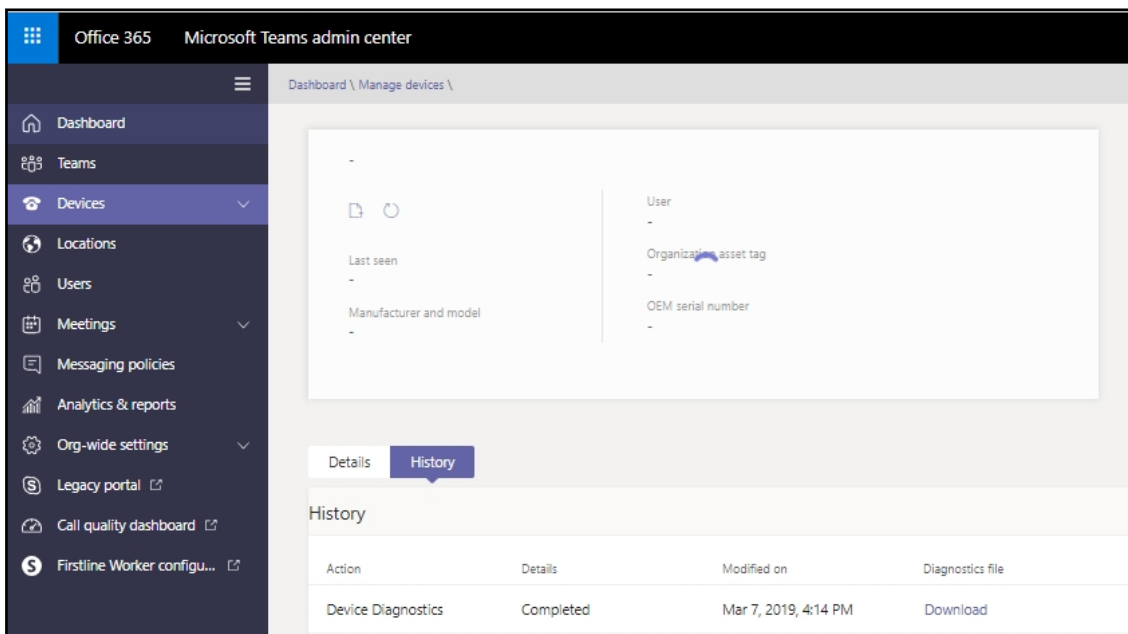 Office 365 Microsoft Teams admin center
Dashboard \ Manage devices \
Dashboard
Teams
Devices
Locations
Users
Meetings
Messaging policies
Analytics & reports
Org-wide settings
Legacy portal
Call quality dashboard
Firstline Worker configu...
-
Last seen
-
Manufacturer and model
-
User
-
Organization asset tag
-
OEM serial number
-
Details History
History
Action Details Modified on Diagnostics file
Device Diagnostics Completed Mar 7, 2019, 4:14 PM Download